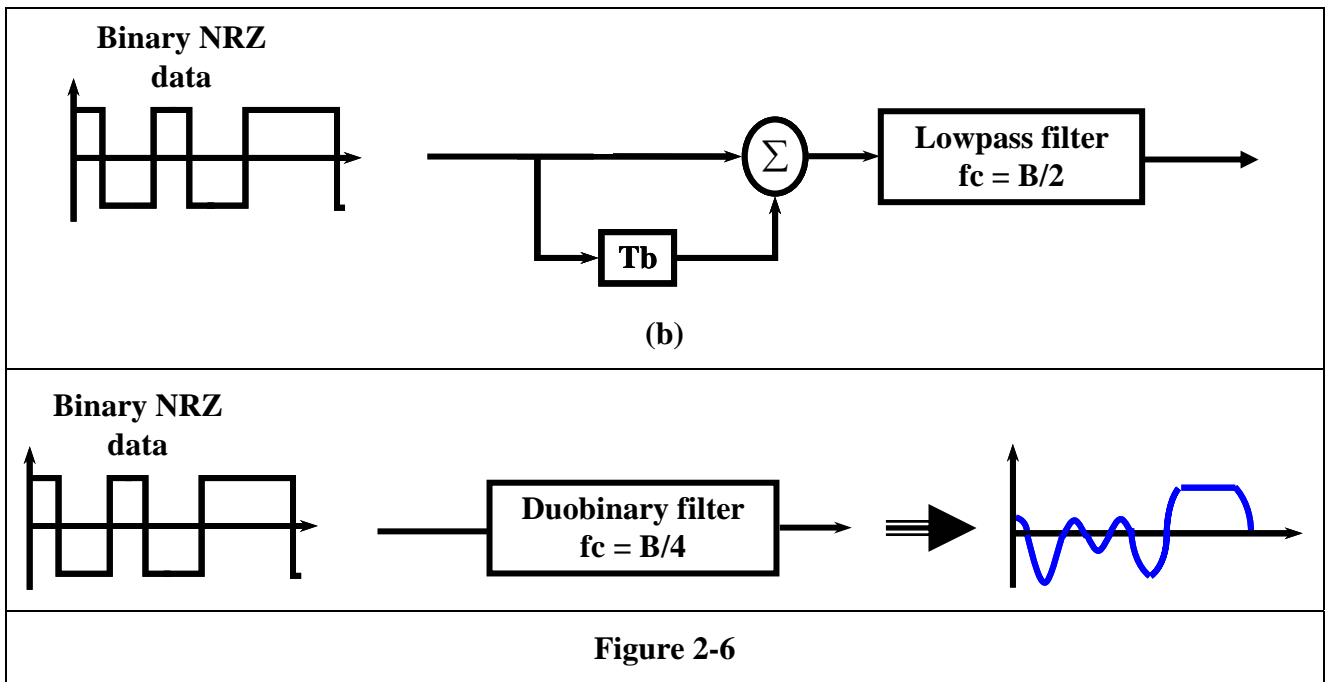 Binary NRZ
data
Σ
Lowpass filter
fc = B/2
Tb
(b)
Binary NRZ
data
Duobinary filter
fc = B/4
Figure 2-6